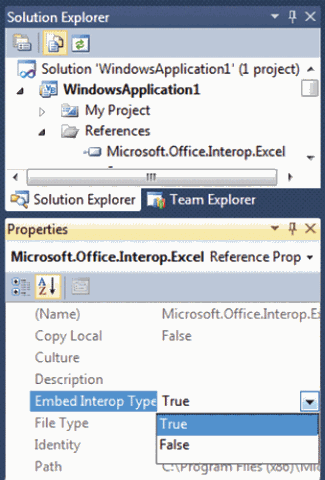 Solution Explorer
Solution 'WindowsApplication1' (1 project)
WindowsApplication1
My Project
References
Microsoft.Office.Interop.Excel
Solution Explorer Team Explorer
Properties
Microsoft.Office.Interop.Excel Reference Prop
(Name) Microsoft.Office.Interop.E
Copy Local False
Culture
Description
Embed Interop Type True
File Type True
Identity False
Path C:\Program Files (x86)\Mic